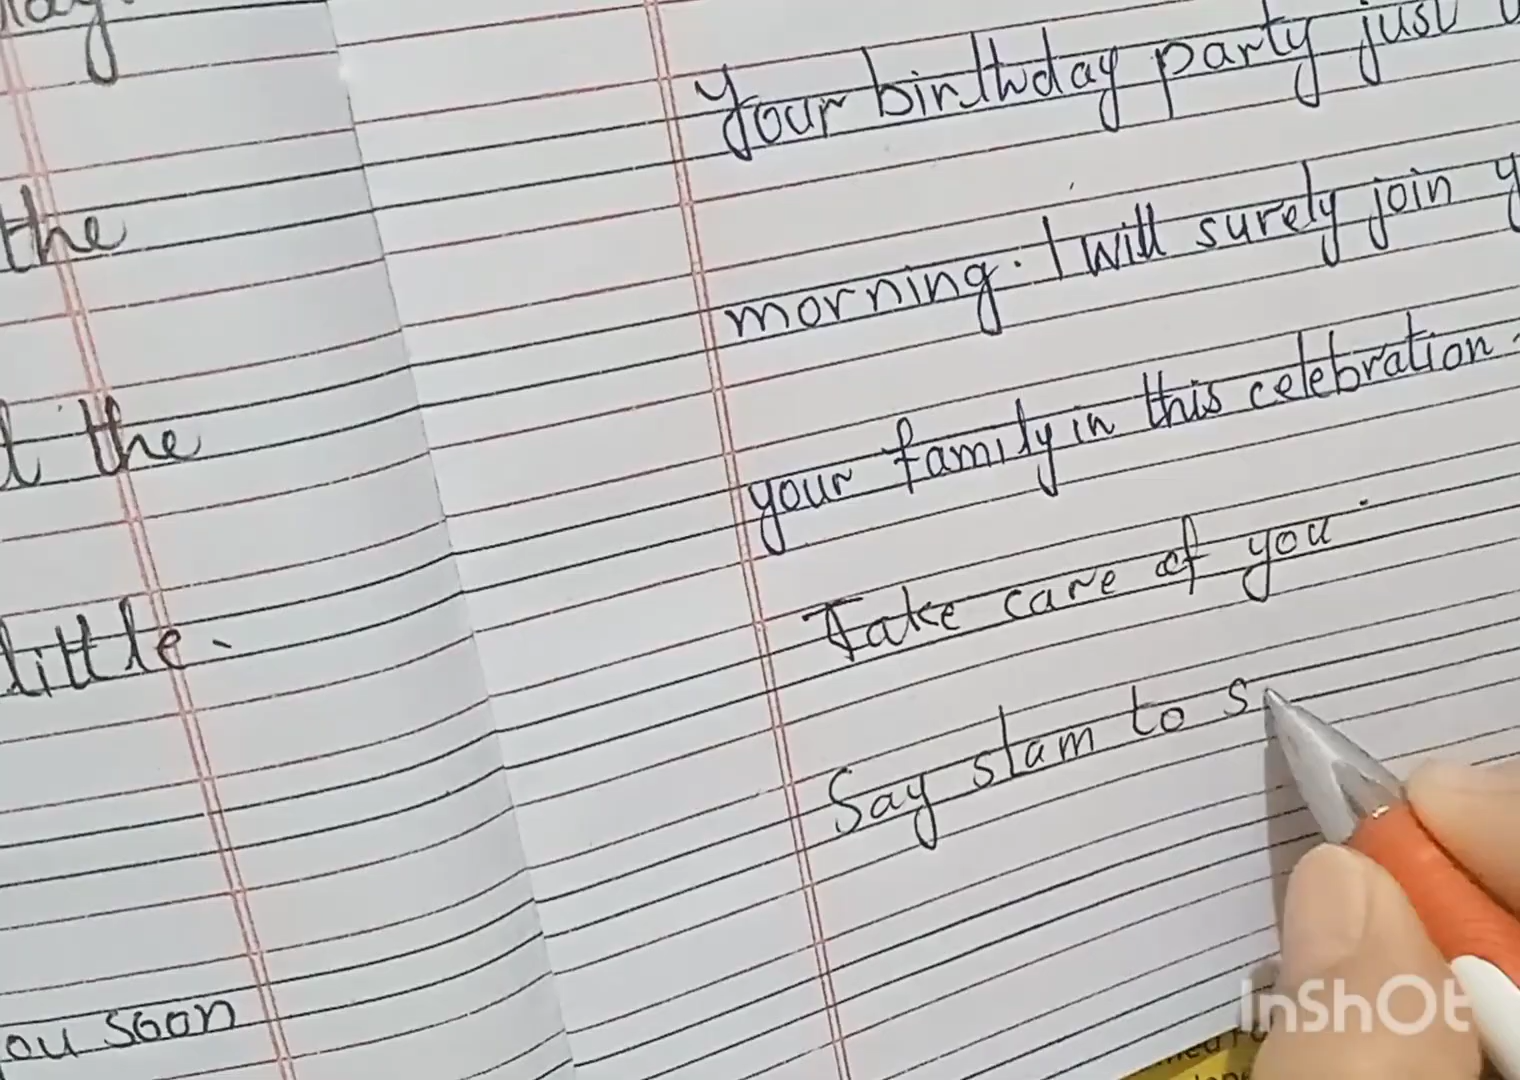 the
t the
little.
ou soon
Your birthday party just
morning. I will surely join y
your family in this celebration.
Take care of you.
Say slam to s
InShOt